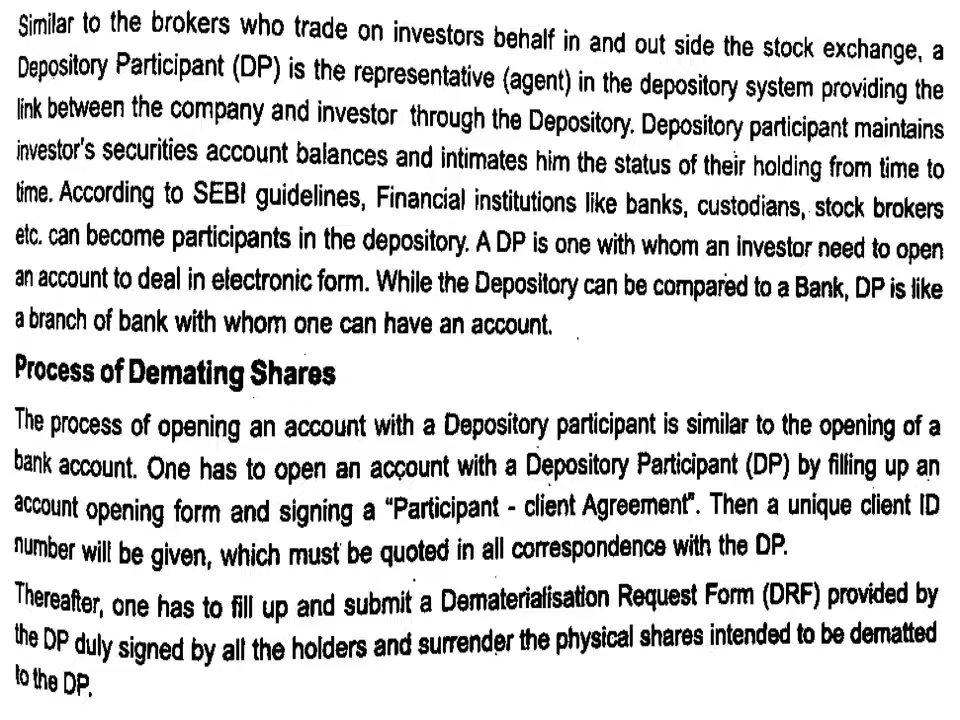 Similar to the brokers who trade on investors behalf in and out side the stock exchange, a
Depository Participant (DP) is the representative (agent) in the depository system providing the
link between the company and investor through the Depository. Depository participant maintains
investor's securities account balances and intimates him the status of their holding from time to
time. According to SEBI guidelines, Financial institutions like banks, custodians, stock brokers
etc. can become participants in the depository. A DP is one with whom an investor need to open
an account to deal in electronic form. While the Depository can be compared to a Bank, DP is like
a branch of bank with whom one can have an account.
Process of Demating Shares
The process of opening an account with a Depository participant is similar to the opening of a
bank account. One has to open an account with a Depository Participant (DP) by filling up an
account opening form and signing a "Participant - client Agreement". Then a unique client ID
number will be given, which must be quoted in all correspondence with the DP.
Thereafter, one has to fill up and submit a Dematerialisation Request Form (DRF) provided by
the DP duly signed by all the holders and surrender the physical shares intended to be dematted
to the DP.